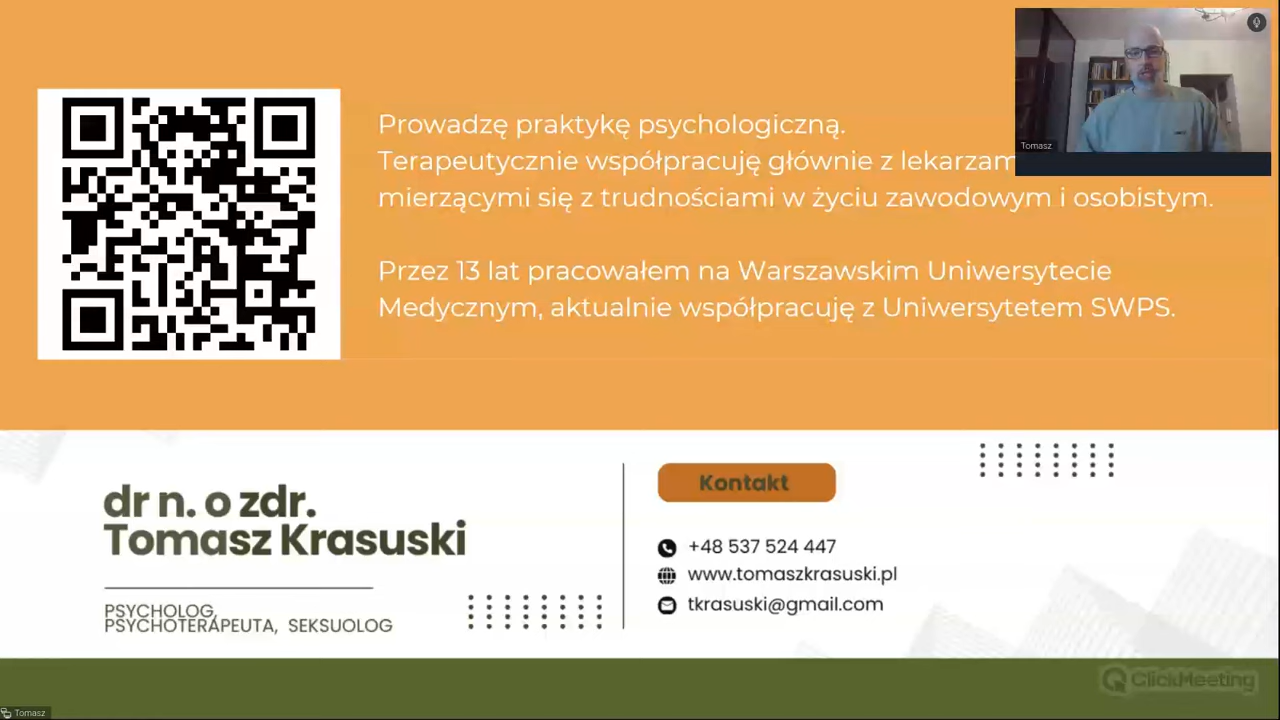 Prowadzę praktykę psychologiczną.
Terapeutycznie współpracuję głównie z
mierzącymi się z trudnościami w życiu zawodowym i osobistym.
Przez 13 lat pracowałem na Warszawskim Uniwersytecie
Medycznym, aktualnie współpracuję z Uniwersytetem SWPS.
Tomasz
dr n. o zdr.
Tomasz Krasuski
PSYCHOLOG,
PSYCHOTERAPEUTA, SEKSUOLOG
Kontakt
+48 537 524 447
www.tomaszkrasuski.pl
tkrasuski@gmail.com
ClickMeeting
Tomasz